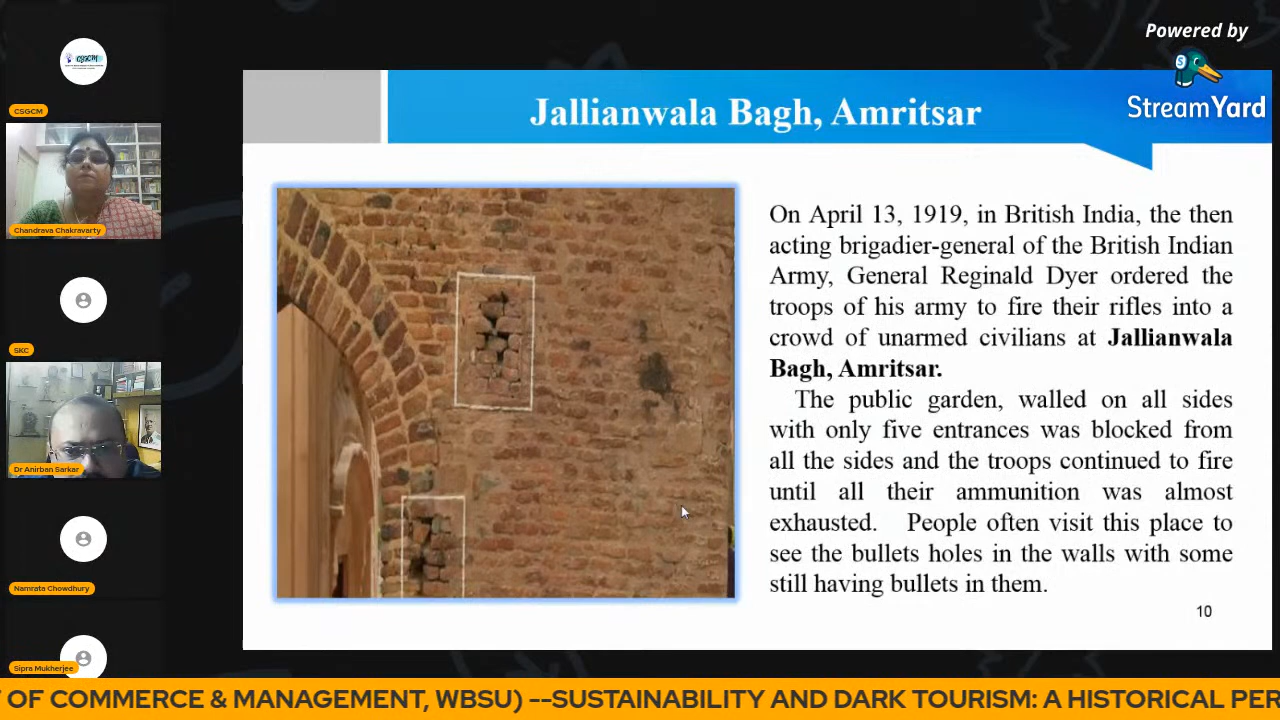 Powered by
StreamYard
CSGCM
Chandrava Chakravarty
SKC
Dr Anirban Sarkar
Namrata Chowdhury
Sipra Mukherjee
Jallianwala Bagh, Amritsar
On April 13, 1919, in British India, the then
acting brigadier-general of the British Indian
Army, General Reginald Dyer ordered the
troops of his army to fire their rifles into a
crowd of unarmed civilians at Jallianwala
Bagh, Amritsar.
The public garden, walled on all sides
with only five entrances was blocked from
all the sides and the troops continued to fire
until all their ammunition was almost
exhausted. People often visit this place to
see the bullets holes in the walls with some
still having bullets in them.
10
OF COMMERCE & MANAGEMENT, WBSU) --SUSTAINABILITY AND DARK TOURISM: A HISTORICAL PER